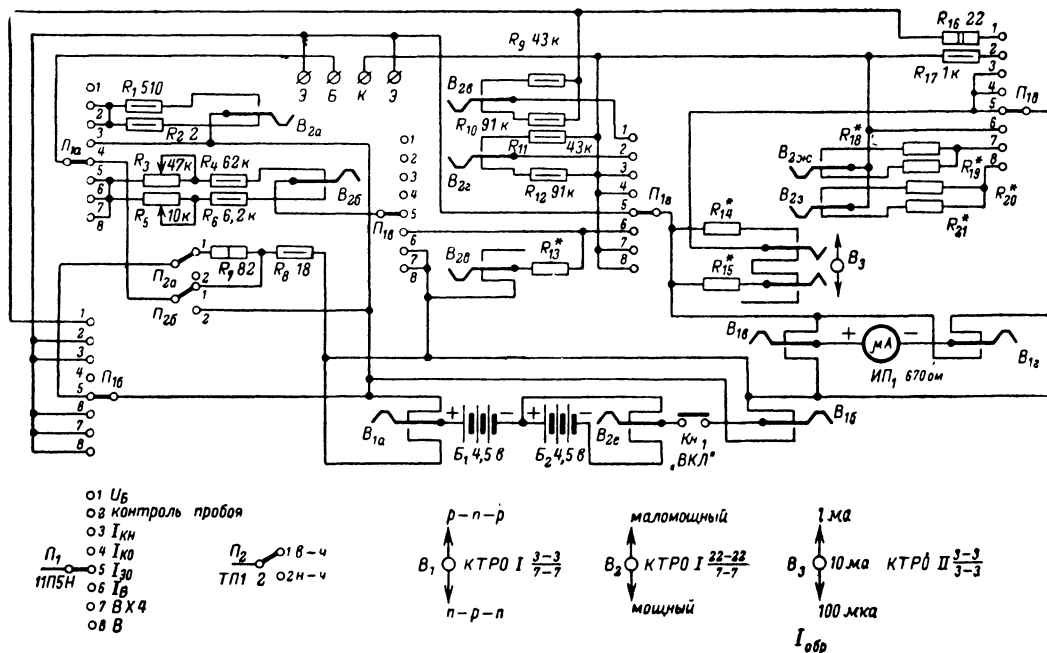 R₁₆ 22
R₉ 43к
Э Б К Э
R₁₇ 1к
П₁в
R₁ 510
R₂ 2
В₂а
В₂в
R₁₀ 91к
R₁₁ 43к
В₂г
R₁₂ 91к
R₁₈*
В₂ж
R₁₉*
В₂з
R₂₀*
R₂₁*
П₁а
R₃ 47к
R₄ 62к
R₅ 10к
R₆ 6,2к
В₂б
П₁в
П₁г
R₁₃*
В₂в
R₁₄*
R₁₅*
В₃
П₂а
R₇ 82
R₈ 18
П₂б
П₁б
В₁в
+ μA −
ИП₁ 670 ом
В₁г
В₁а
+ −
Б₁ 4,5 в
+ −
Б₂ 4,5 в
В₂е
Кн₁
„ВКЛ"
В₁б
1 UБ
2 контроль пробоя
3 Iкн
4 Iко
5 Iэо
6 Iв
7 ВХ4
8 В
П₁
11П5Н
П₂
ТП1 2
1 в-ч
2 н-ч
р-п-р
В₁ КТРО I 3-3/7-7
п-р-п
маломощный
В₂ КТРО I 22-22/7-7
мощный
1 ма
В₃ 10 ма КТРО II 3-3/3-3
100 мка
Iобр